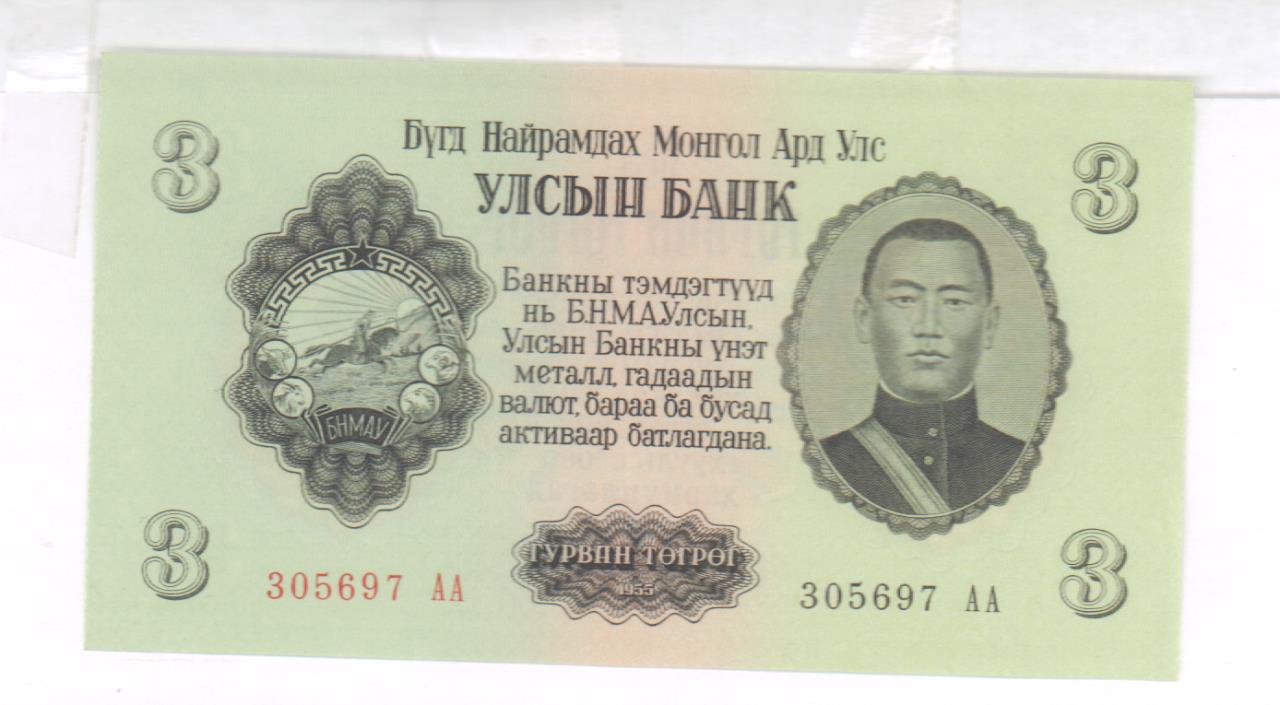 3
3
Бүгд Найрамдах Монгол Ард Улс
УЛСЫН БАНК
Банкны тэмдэгтүүд
нь Б.Н.М.А.Улсын,
Улсын Банкны үнэт
металл, гадаадын
валют, бараа ба бусад
активаар батлагдана.
БНМАУ
3
3
ГУРВАН ТӨГРӨГ
1955
305697 АА
305697 АА